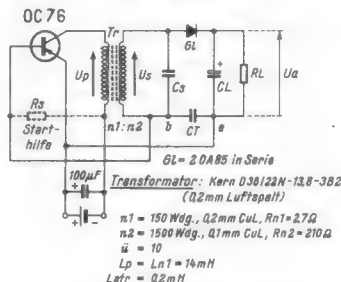 OC 76
Tr
Gl
Up
Us
Cs
CL
RL
Ua
Rs
Start-
hilfe
n1:n2
b
CT
e
100µF
Gl = 2 OA85 in Serie
Transformator: Kern D36/22N-13,8-3B2
(0,2mm Luftspalt)
n1 = 150 Wdg., 0,2mm CuL, Rn1 = 2,7Ω
n2 = 1500 Wdg., 0,1mm CuL, Rn2 = 210Ω
ü = 10
Lp = Ln1 = 14mH
Lstr = 0,2mH